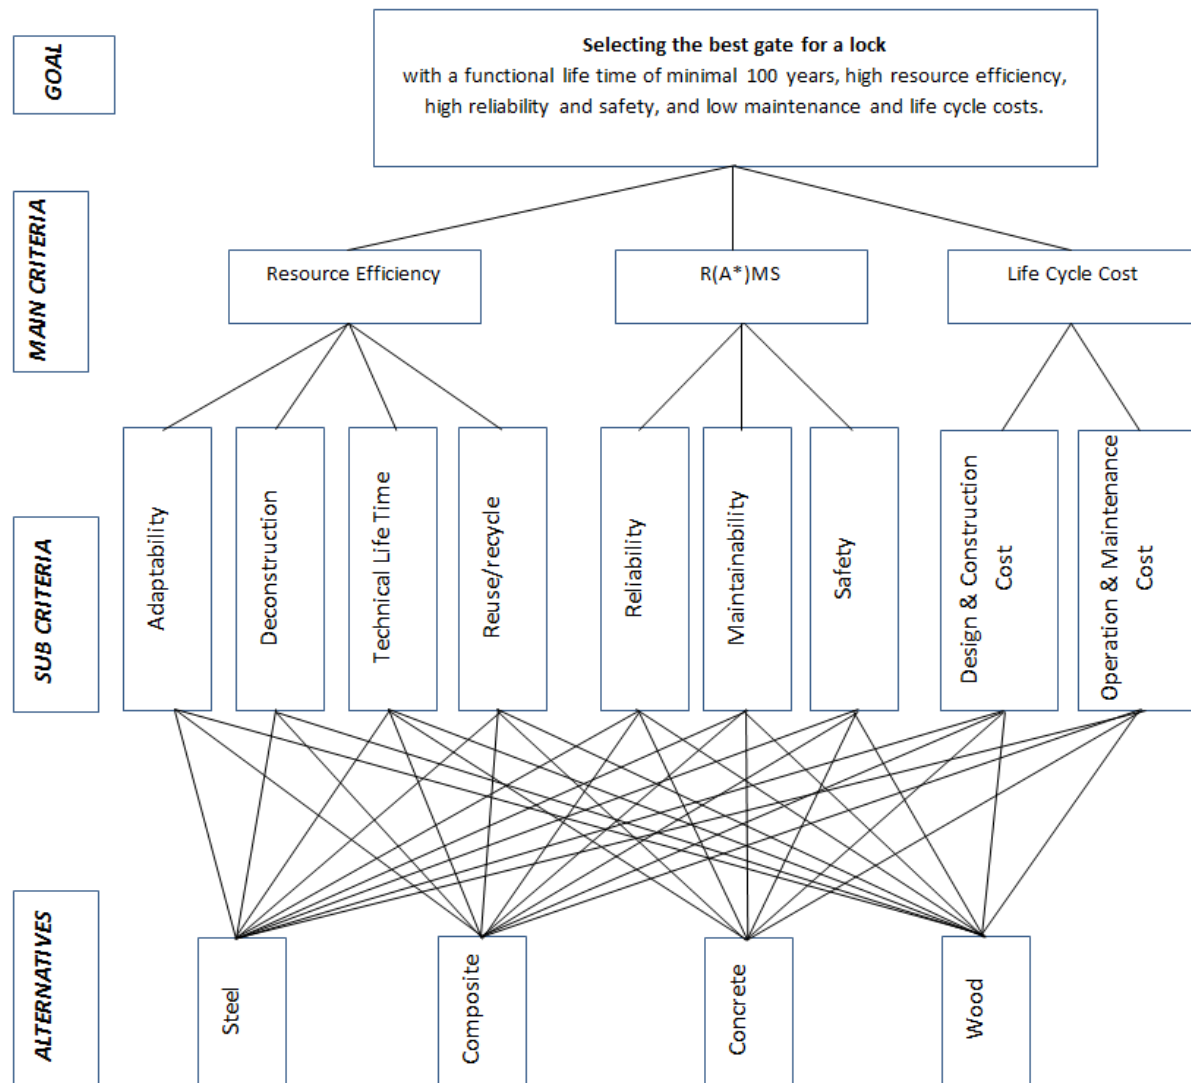 GOAL
Selecting the best gate for a lock
with a functional life time of minimal 100 years, high resource efficiency,
high reliability and safety, and low maintenance and life cycle costs.
MAIN CRITERIA
Resource Efficiency
R(A*)MS
Life Cycle Cost
SUB CRITERIA
Adaptability
Deconstruction
Technical Life Time
Reuse/recycle
Reliability
Maintainability
Safety
Design & Construction
Cost
Operation & Maintenance
Cost
ALTERNATIVES
Steel
Composite
Concrete
Wood